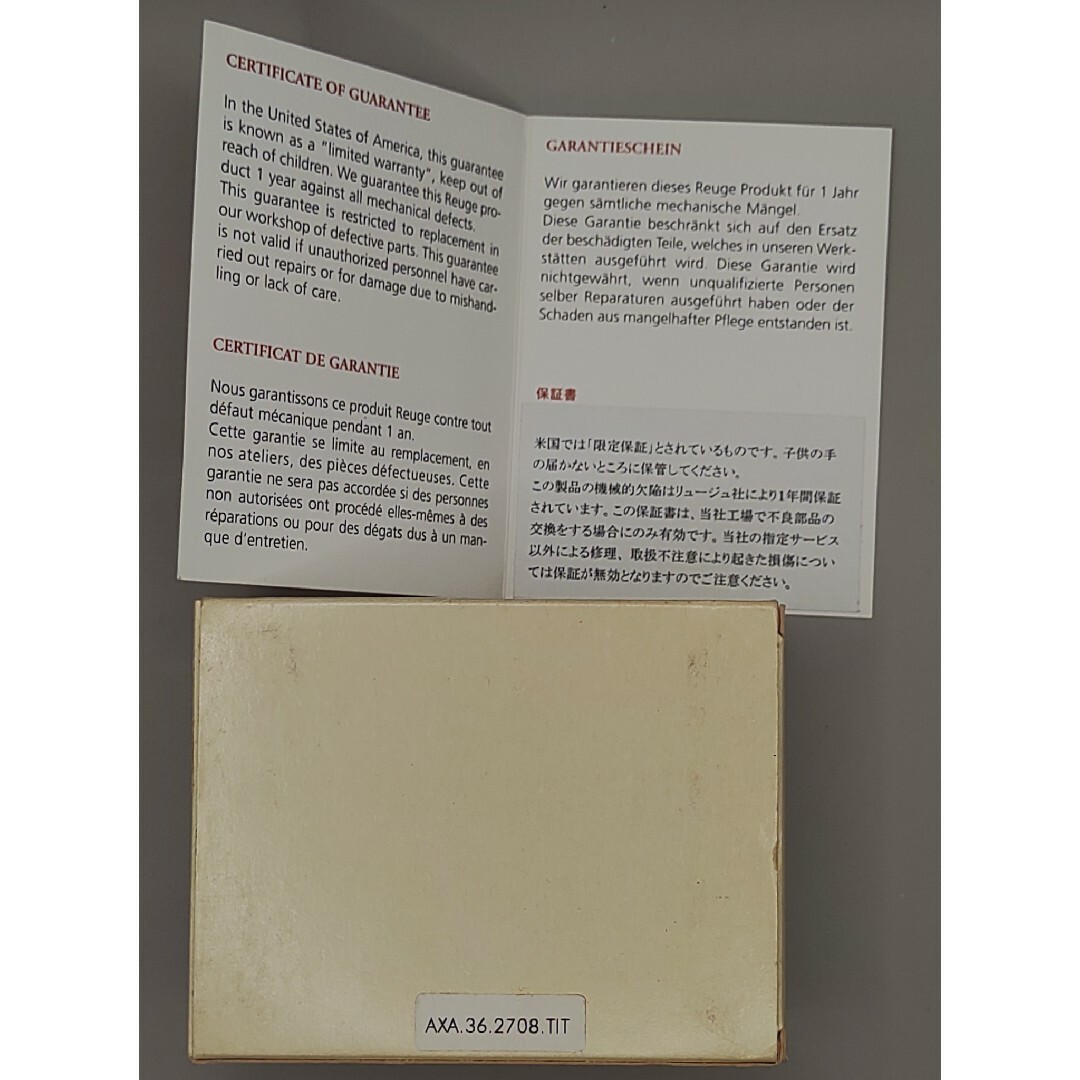 CERTIFICATE OF GUARANTEE
In the United States of America, this guarantee
is known as a "limited warranty", keep out of
reach of children. We guarantee this Reuge pro-
duct 1 year against all mechanical defects.
This guarantee is restricted to replacement in
our workshop of defective parts. This guarantee
is not valid if unauthorized personnel have car-
ried out repairs or for damage due to mishand-
ling or lack of care.
CERTIFICAT DE GARANTIE
Nous garantissons ce produit Reuge contre tout
défaut mécanique pendant 1 an.
Cette garantie se limite au remplacement, en
nos ateliers, des pièces défectueuses. Cette
garantie ne sera pas accordée si des personnes
non autorisées ont procédé elles-mêmes à des
réparations ou pour des dégats dus à un man-
que d'entretien.
GARANTIESCHEIN
Wir garantieren dieses Reuge Produkt für 1 Jahr
gegen sämtliche mechanische Mängel.
Diese Garantie beschränkt sich auf den Ersatz
der beschädigten Teile, welches in unseren Werk-
stätten ausgeführt wird. Diese Garantie wird
nichtgewährt, wenn unqualifizierte Personen
selber Reparaturen ausgeführt haben oder der
Schaden aus mangelhafter Pflege entstanden ist.
保証書
米国では「限定保証」とされているものです。子供の手
の届かないところに保管してください。
この製品の機械的欠陥はリュージュ社により1年間保証
されています。この保証書は、当社工場で不良部品の
交換をする場合にのみ有効です。当社の指定サービス
以外による修理、取扱不注意により起きた損傷につい
ては保証が無効となりますのでご注意ください。
AXA.36.2708.TIT